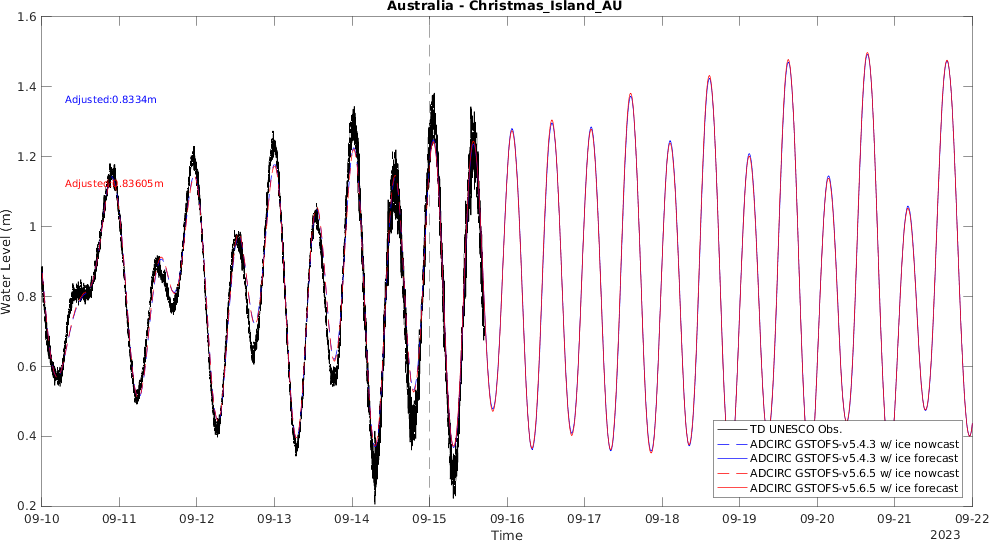 Australia - Christmas_Island_AU
1.6
1.4
1.2
1
0.8
0.6
0.4
0.2
Water Level (m)
Adjusted:0.8334m
Adjusted:0.83605m
TD UNESCO Obs.
ADCIRC GSTOFS-v5.4.3 w/ ice nowcast
ADCIRC GSTOFS-v5.4.3 w/ ice forecast
ADCIRC GSTOFS-v5.6.5 w/ ice nowcast
ADCIRC GSTOFS-v5.6.5 w/ ice forecast
09-10 09-11 09-12 09-13 09-14 09-15 09-16 09-17 09-18 09-19 09-20 09-21 09-22
Time
2023